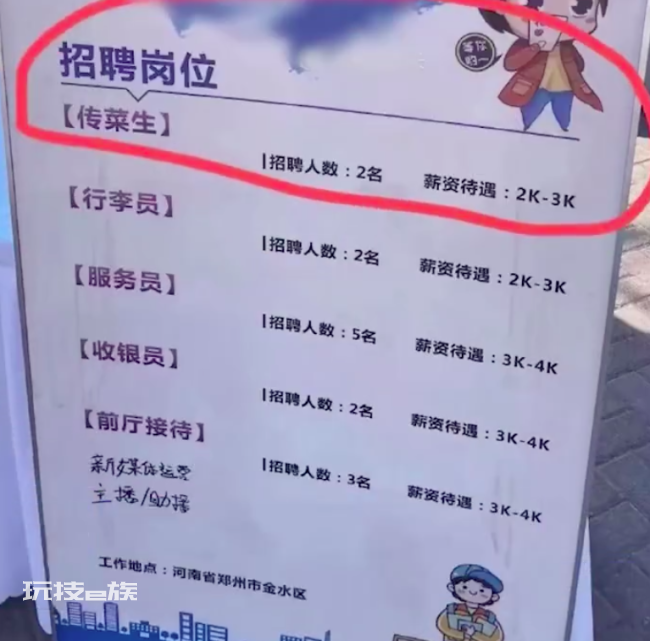 招聘岗位
【传菜生】
招聘人数：2名 薪资待遇：2K-3K
【行李员】
招聘人数：2名 薪资待遇：2K-3K
【服务员】
招聘人数：5名 薪资待遇：3K-4K
【收银员】
招聘人数：2名 薪资待遇：3K-4K
【前厅接待】
招聘人数：3名 薪资待遇：3K-4K
新媒体运营
主播/助播
工作地点：河南省郑州市金水区
玩技e族